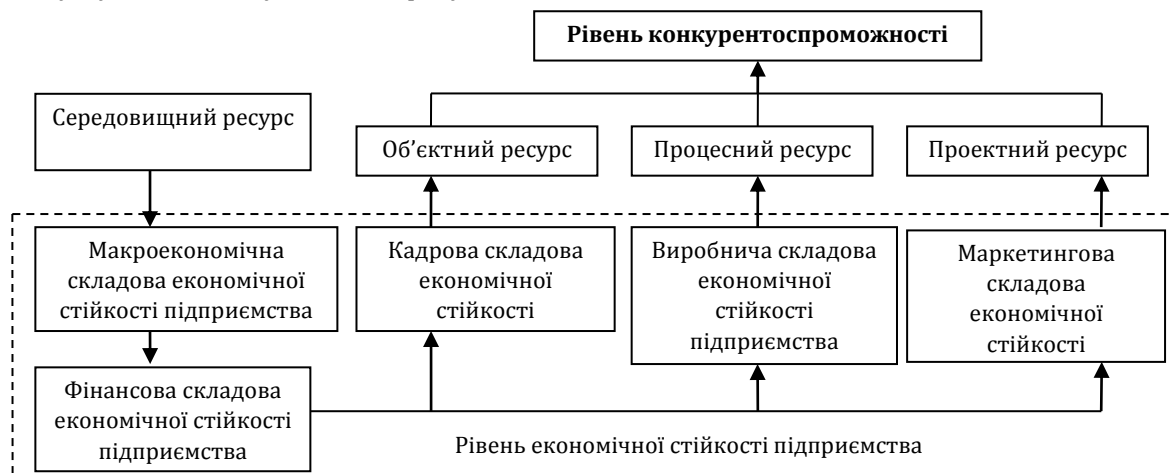 Рівень конкурентоспроможності
Середовищний ресурс
Об’єктний ресурс
Процесний ресурс
Проектний ресурс
Макроекономічна
складова економічної
стійкості підприємства
Кадрова складова
економічної
стійкості
Виробнича складова
економічної
стійкості
підприємства
Маркетингова
складова
економічної
стійкості
Фінансова складова
економічної стійкості
підприємства
Рівень економічної стійкості підприємства